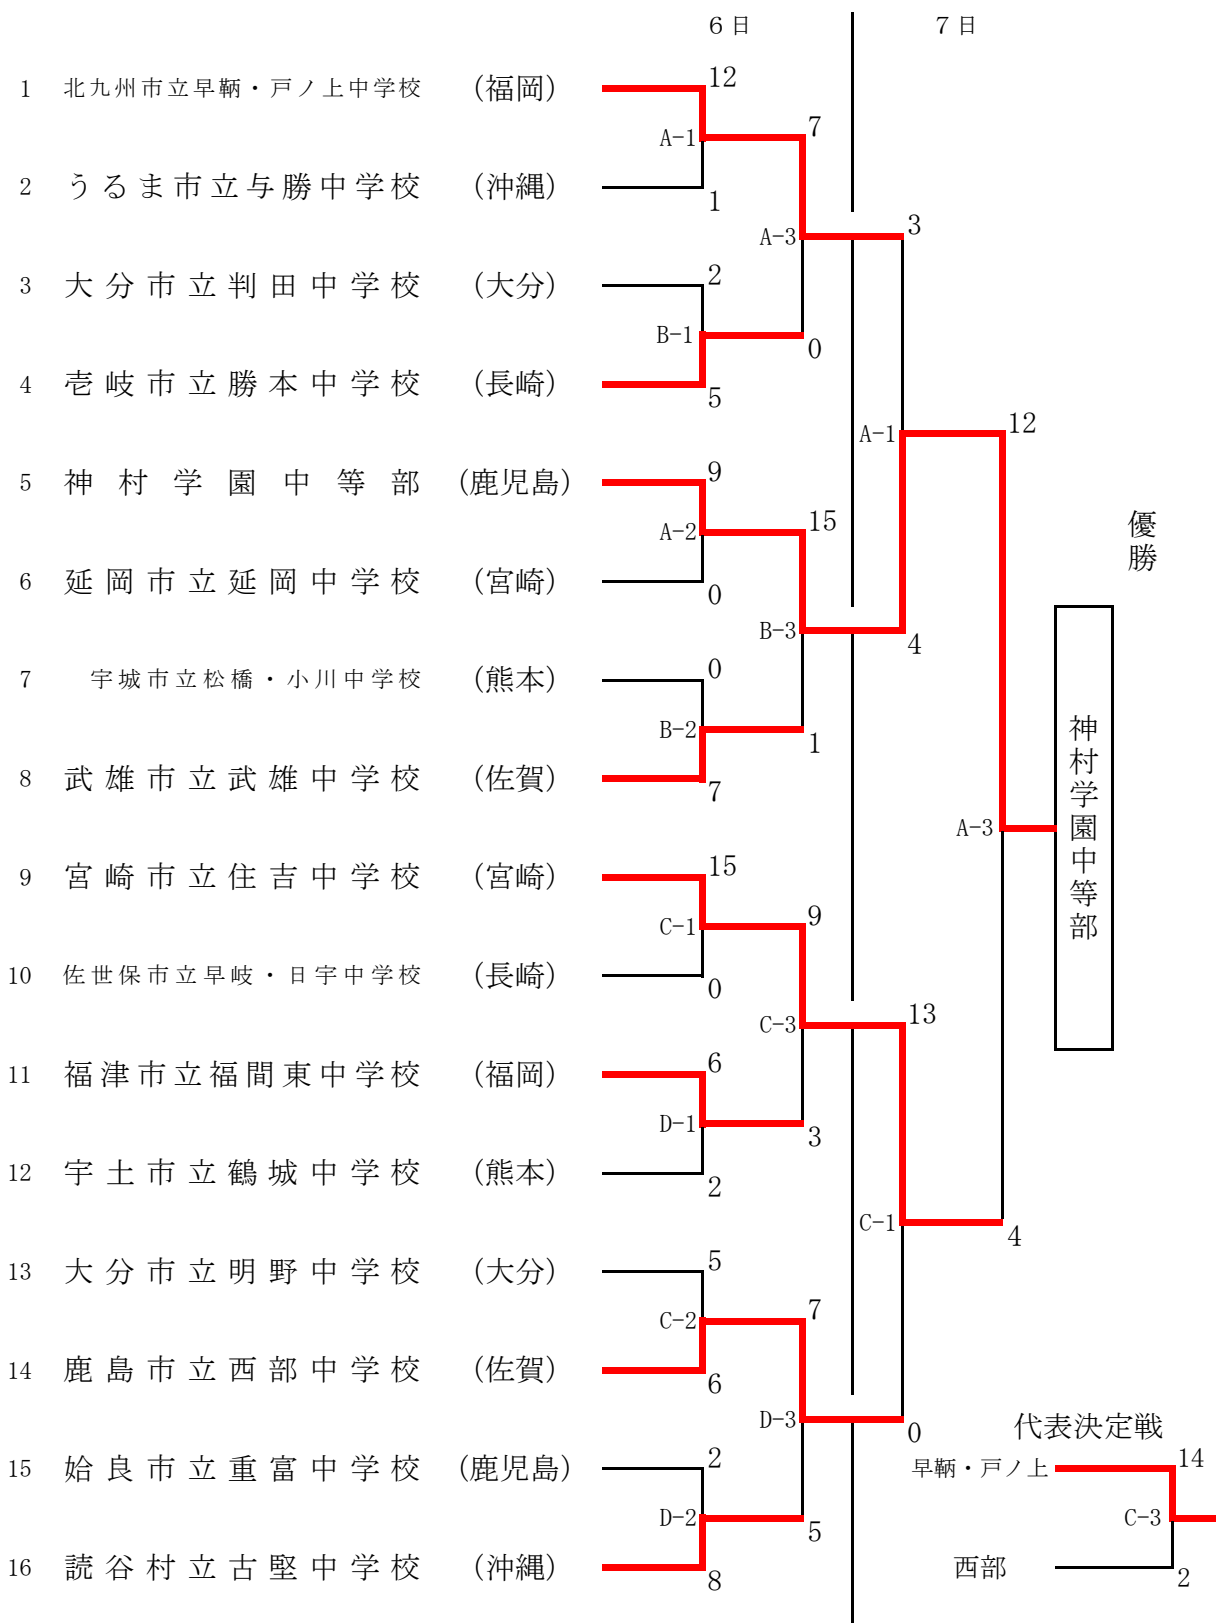 6日 7日
1 北九州市立早鞆・戸ノ上中学校 (福岡) 12
A-1 7
2 うるま市立与勝中学校 (沖縄) 1
A-3 3
3 大分市立判田中学校 (大分) 2
B-1 0
4 壱岐市立勝本中学校 (長崎) 5
A-1 12
5 神村学園中等部 (鹿児島) 9
A-2 15
優勝
6 延岡市立延岡中学校 (宮崎) 0
B-3 4
7 宇城市立松橋・小川中学校 (熊本) 0
B-2 1
8 武雄市立武雄中学校 (佐賀) 7
神村学園中等部
A-3
9 宮崎市立住吉中学校 (宮崎) 15
C-1 9
10 佐世保市立早岐・日宇中学校 (長崎) 0
C-3 13
11 福津市立福間東中学校 (福岡) 6
D-1 3
12 宇土市立鶴城中学校 (熊本) 2
C-1 4
13 大分市立明野中学校 (大分) 5
C-2 7
14 鹿島市立西部中学校 (佐賀) 6
D-3 0
代表決定戦
15 姶良市立重富中学校 (鹿児島) 2
早鞆・戸ノ上 14
D-2 5
C-3
16 読谷村立古堅中学校 (沖縄) 8
西部 2